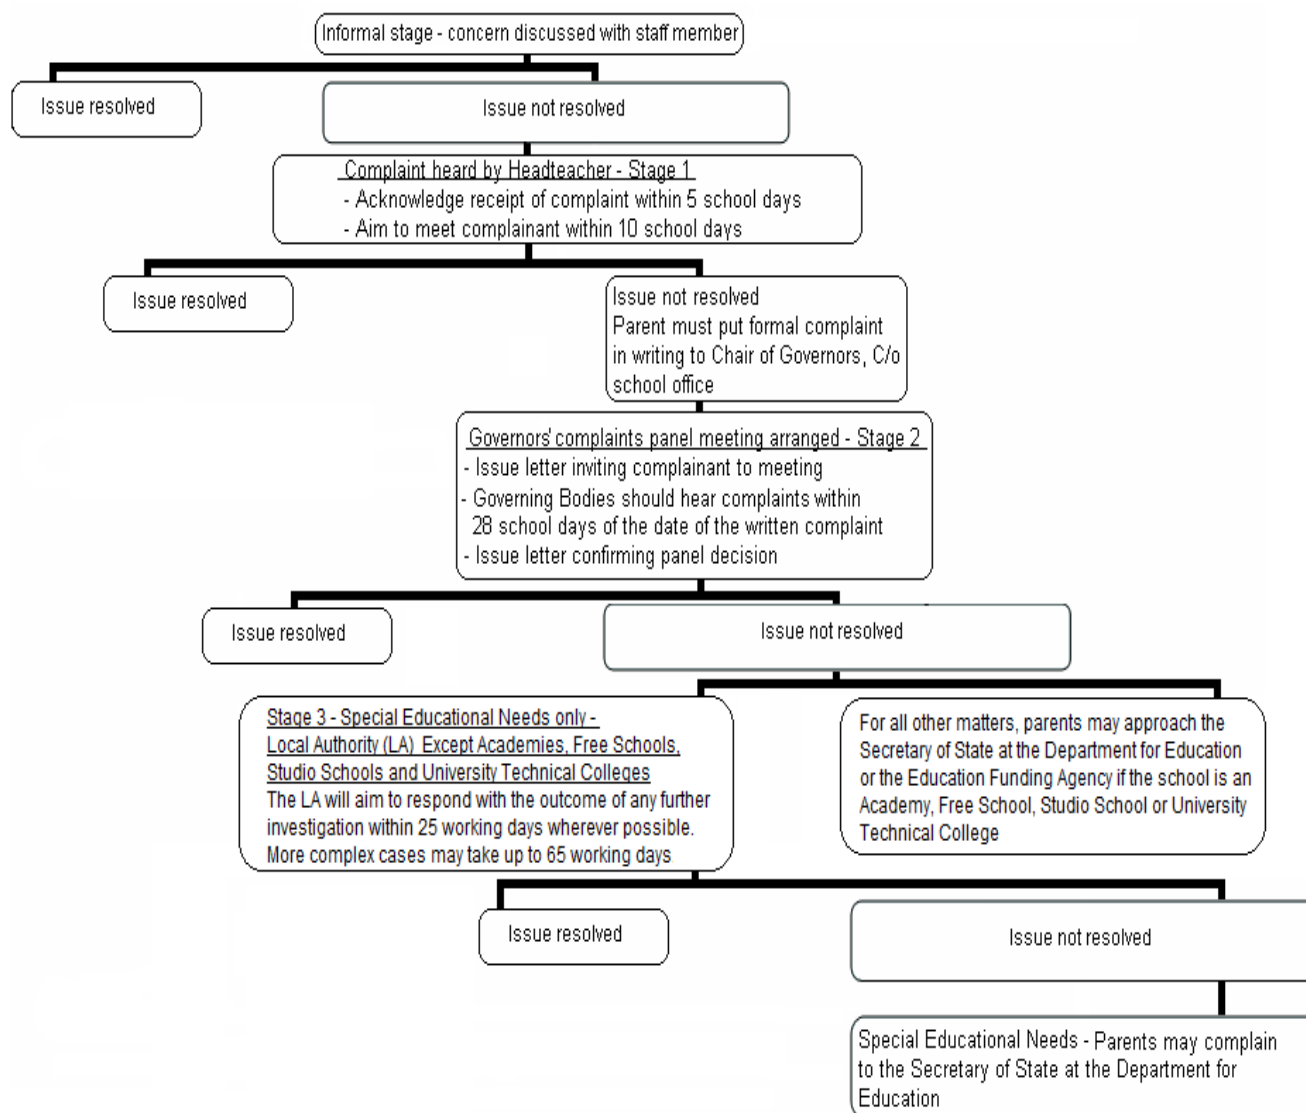 Informal stage - concern discussed with staff member
Issue resolved
Issue not resolved
Complaint heard by Headteacher - Stage 1
- Acknowledge receipt of complaint within 5 school days
- Aim to meet complainant within 10 school days
Issue resolved
Issue not resolved
Parent must put formal complaint
in writing to Chair of Governors, C/o
school office
Governors' complaints panel meeting arranged - Stage 2
- Issue letter inviting complainant to meeting
- Governing Bodies should hear complaints within
28 school days of the date of the written complaint
- Issue letter confirming panel decision
Issue resolved
Issue not resolved
Stage 3 - Special Educational Needs only -
Local Authority (LA) Except Academies, Free Schools,
Studio Schools and University Technical Colleges
The LA will aim to respond with the outcome of any further
investigation within 25 working days wherever possible.
More complex cases may take up to 65 working days
For all other matters, parents may approach the
Secretary of State at the Department for Education
or the Education Funding Agency if the school is an
Academy, Free School, Studio School or University
Technical College
Issue resolved
Issue not resolved
Special Educational Needs - Parents may complain
to the Secretary of State at the Department for
Education